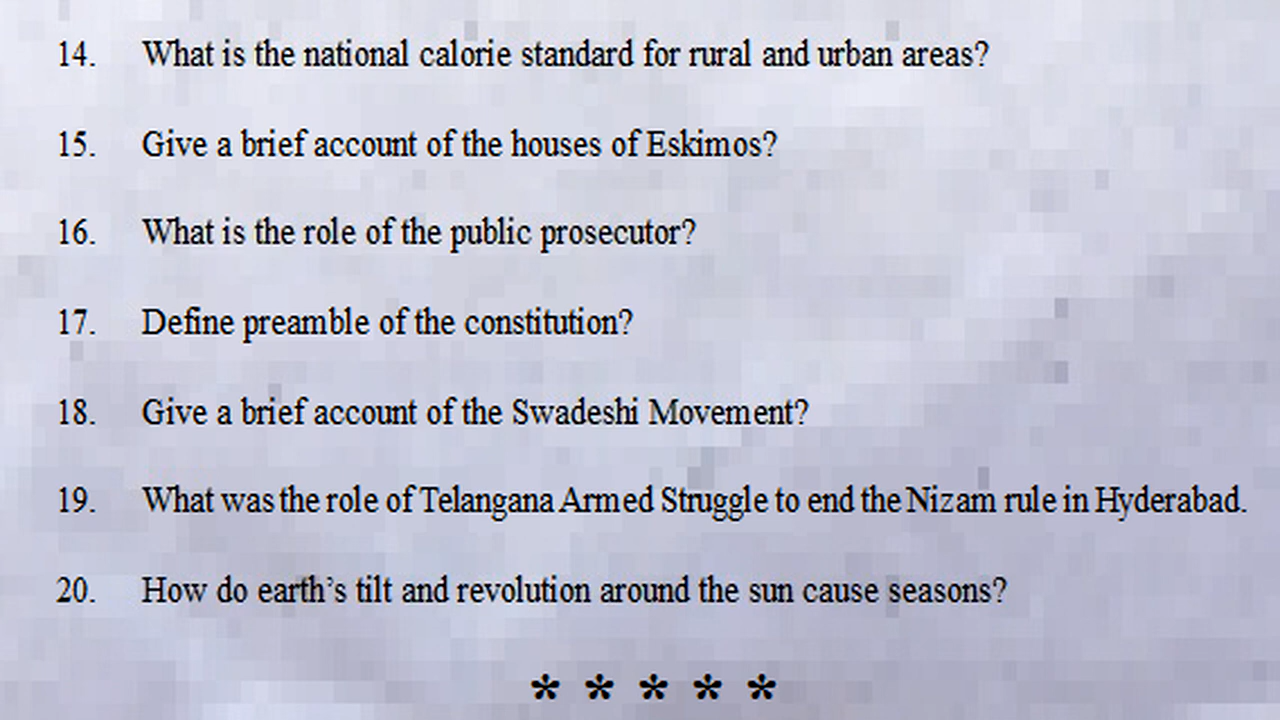 14. What is the national calorie standard for rural and urban areas?
15. Give a brief account of the houses of Eskimos?
16. What is the role of the public prosecutor?
17. Define preamble of the constitution?
18. Give a brief account of the Swadeshi Movement?
19. What was the role of Telangana Armed Struggle to end the Nizam rule in Hyderabad.
20. How do earth’s tilt and revolution around the sun cause seasons?
* * * * *